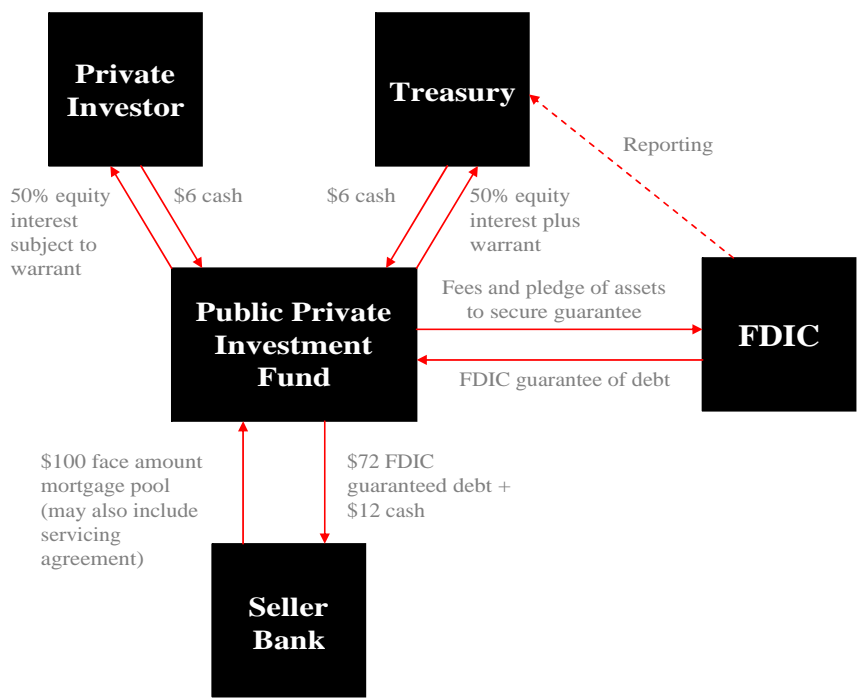 Private
Investor
Treasury
Reporting
50% equity
interest
subject to
warrant
$6 cash
$6 cash
50% equity
interest plus
warrant
Public Private
Investment
Fund
Fees and pledge of assets
to secure guarantee
FDIC guarantee of debt
FDIC
$100 face amount
mortgage pool
(may also include
servicing
agreement)
$72 FDIC
guaranteed debt +
$12 cash
Seller
Bank